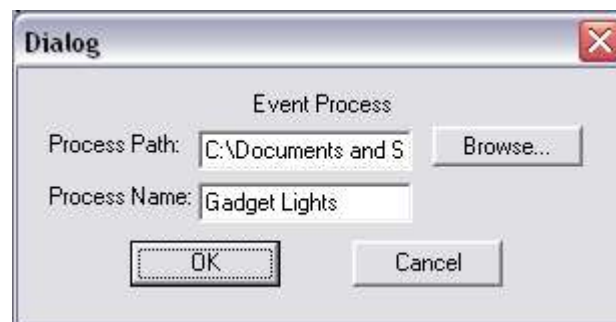 Dialog
Event Process
Process Path: C:\Documents and S Browse...
Process Name: Gadget Lights
OK Cancel